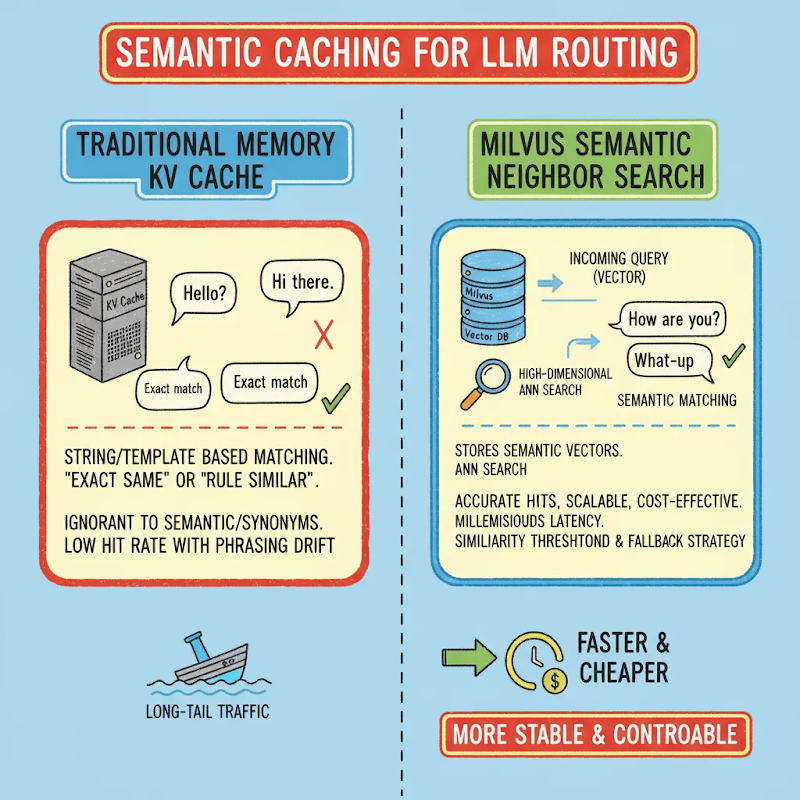 SEMANTIC CACHING FOR LLM ROUTING
TRADITIONAL MEMORY
KV CACHE
KV Cache
Hello?
Hi there.
Exact match
Exact match
STRING/TEMPLATE BASED MATCHING.
"EXACT SAME" OR "RULE SIMILAR".
IGNORANT TO SEMANTIC/SYNONYMS.
LOW HIT RATE WITH PHRASING DRIFT
LONG-TAIL TRAFFIC
MILVUS SEMANTIC
NEIGHBOR SEARCH
Milvus
Vector DB
INCOMING QUERY
(VECTOR)
How are you?
What-up
HIGH-DIMENSIONAL
ANN SEARCH
SEMANTIC MATCHING
STORES SEMANTIC VECTORS.
ANN SEARCH
ACCURATE HITS, SCALABLE, COST-EFFECTIVE.
MILLEMISIOUDS LATENCY.
SIMILIARITY THRESHTOND & FALLBACK STRATEGY
$
FASTER &
CHEAPER
MORE STABLE & CONTROABLE